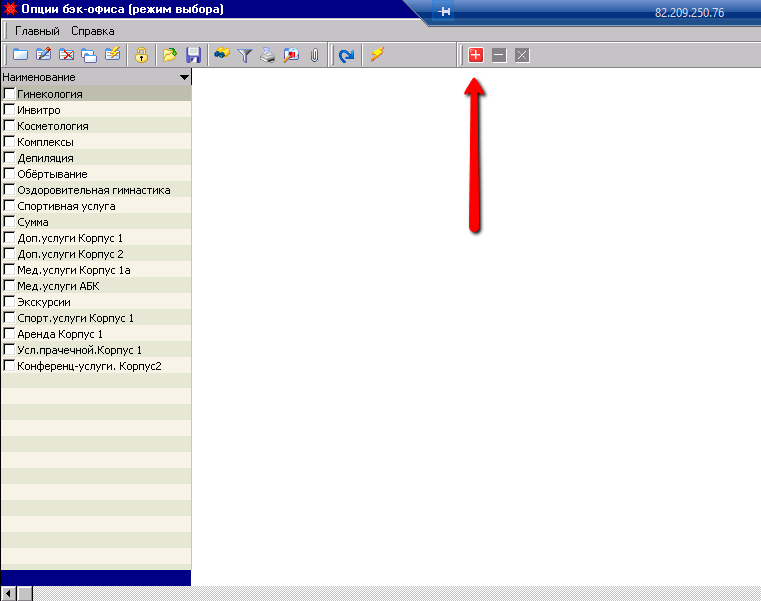 Опции бэк-офиса (режим выбора)
82.209.250.76
Главный Справка
Наименование
Гинекология
Инвитро
Косметология
Комплексы
Депиляция
Обёртывание
Оздоровительная гимнастика
Спортивная услуга
Сумма
Доп.услуги Корпус 1
Доп.услуги Корпус 2
Мед.услуги Корпус 1а
Мед.услуги АБК
Экскурсии
Спорт.услуги Корпус 1
Аренда Корпус 1
Усл.прачечной.Корпус 1
Конференц-услуги. Корпус2